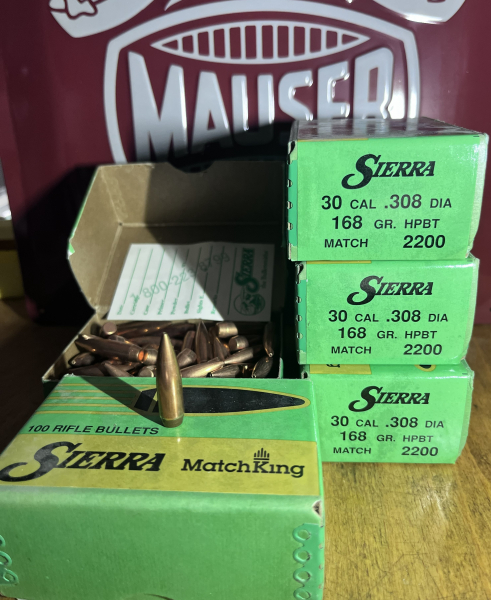 MAUSER
SIERRA
30 CAL .308 DIA
168 GR. HPBT
MATCH 2200
SIERRA
30 CAL .308 DIA
168 GR. HPBT
MATCH 2200
SIERRA
30 CAL .308 DIA
168 GR. HPBT
MATCH 2200
SIERRA
100 RIFLE BULLETS
SIERRA MatchKing